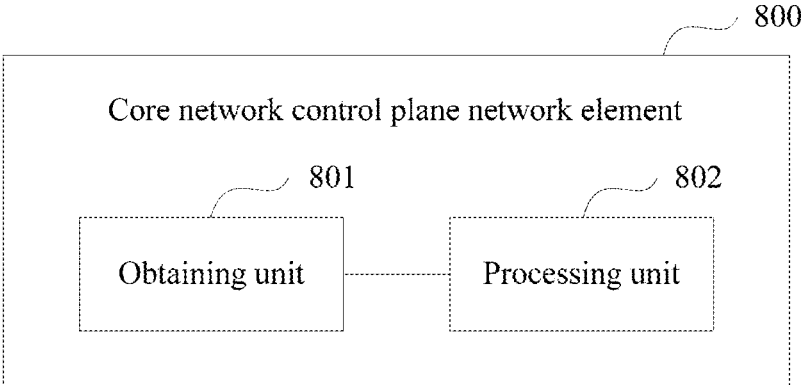 800
Core network control plane network element
801
802
Obtaining unit
Processing unit